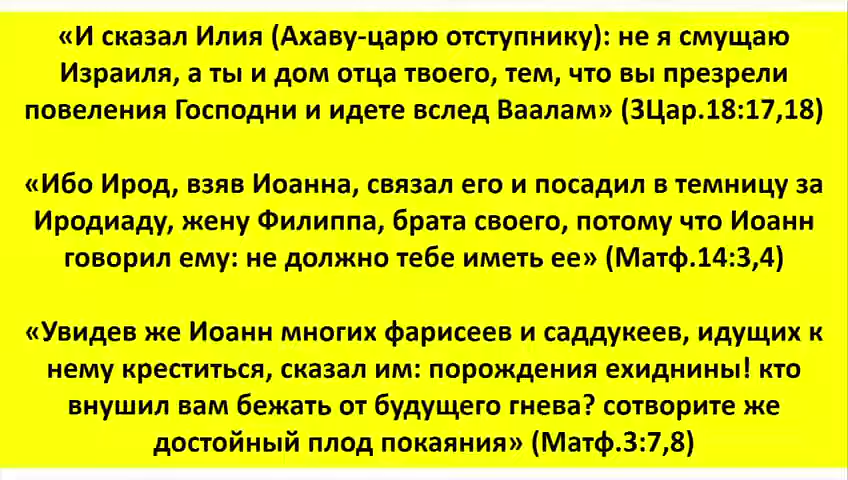 «И сказал Илия (Ахаву-царю отступнику): не я смущаю
Израиля, а ты и дом отца твоего, тем, что вы презрели
повеления Господни и идете вслед Ваалам» (3Цар.18:17,18)
«Ибо Ирод, взяв Иоанна, связал его и посадил в темницу за
Иродиаду, жену Филиппа, брата своего, потому что Иоанн
говорил ему: не должно тебе иметь ее» (Матф.14:3,4)
«Увидев же Иоанн многих фарисеев и саддукеев, идущих к
нему креститься, сказал им: порождения ехиднины! кто
внушил вам бежать от будущего гнева? сотворите же
достойный плод покаяния» (Матф.3:7,8)